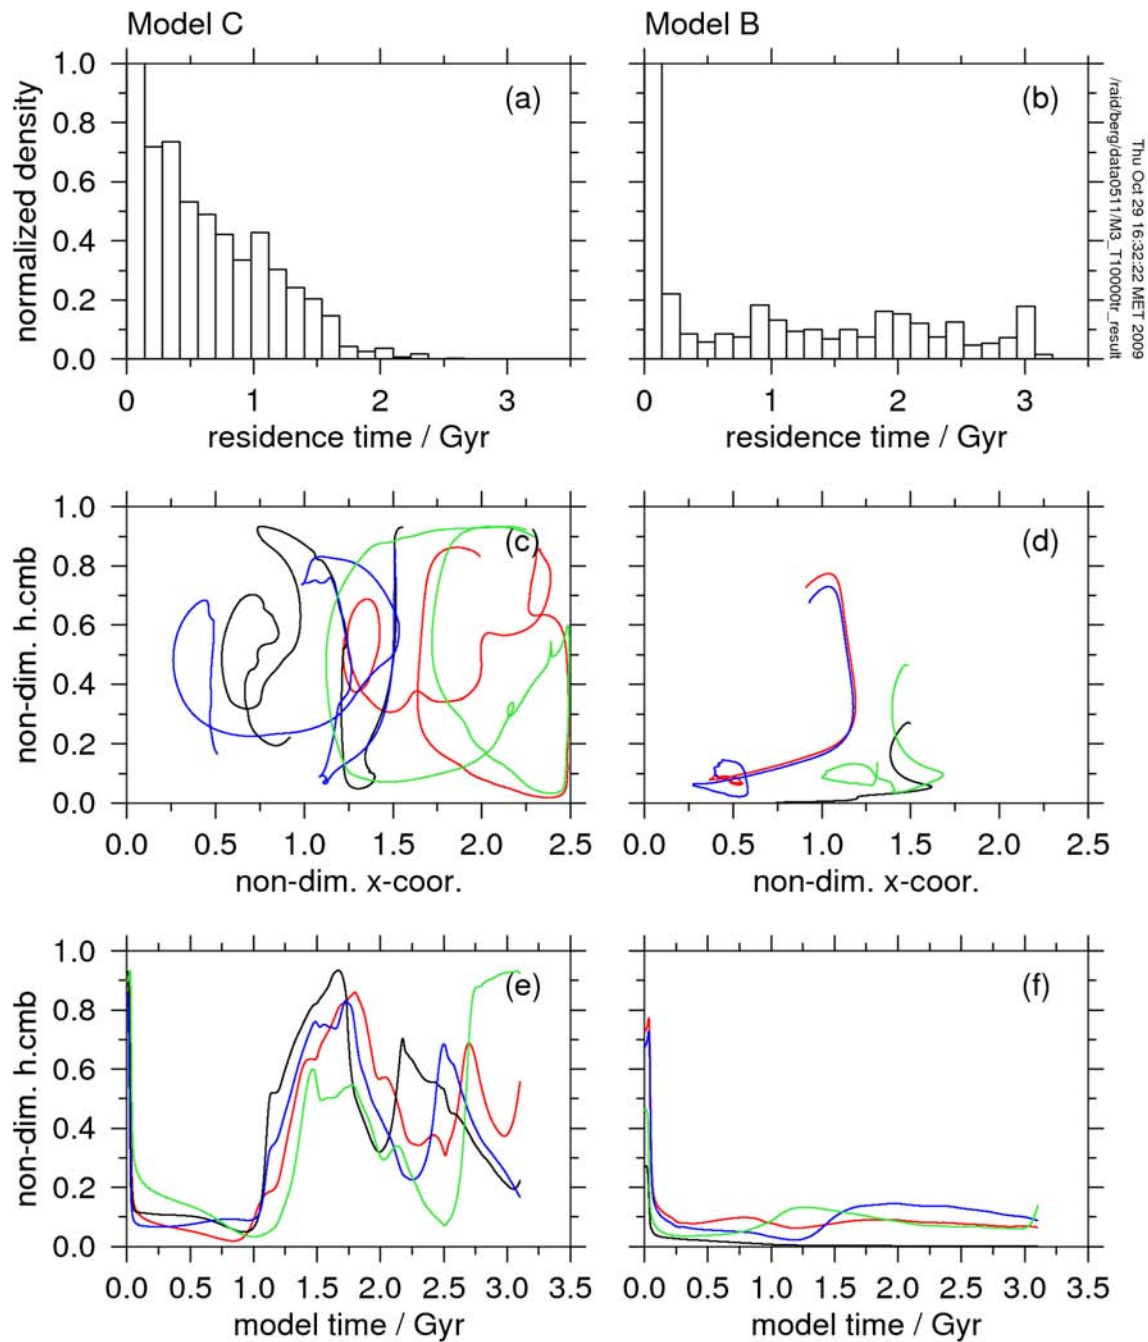 Model C
Model B
1.0
0.8
0.6
0.4
0.2
0.0
normalized density
(a)
0 1 2 3
residence time / Gyr
(b)
0 1 2 3
residence time / Gyr
Thu Oct 29 16:32:22 MET 2009
/raid/berg/data0511/M3_T10000tr_result
1.0
0.8
0.6
0.4
0.2
0.0
non-dim. h.cmb
(c)
0.0 0.5 1.0 1.5 2.0 2.5
non-dim. x-coor.
(d)
0.5 1.0 1.5 2.0 2.5
non-dim. x-coor.
1.0
0.8
0.6
0.4
0.2
0.0
non-dim. h.cmb
(e)
0.0 0.5 1.0 1.5 2.0 2.5 3.0 3.5
model time / Gyr
(f)
0.0 0.5 1.0 1.5 2.0 2.5 3.0 3.5
model time / Gyr